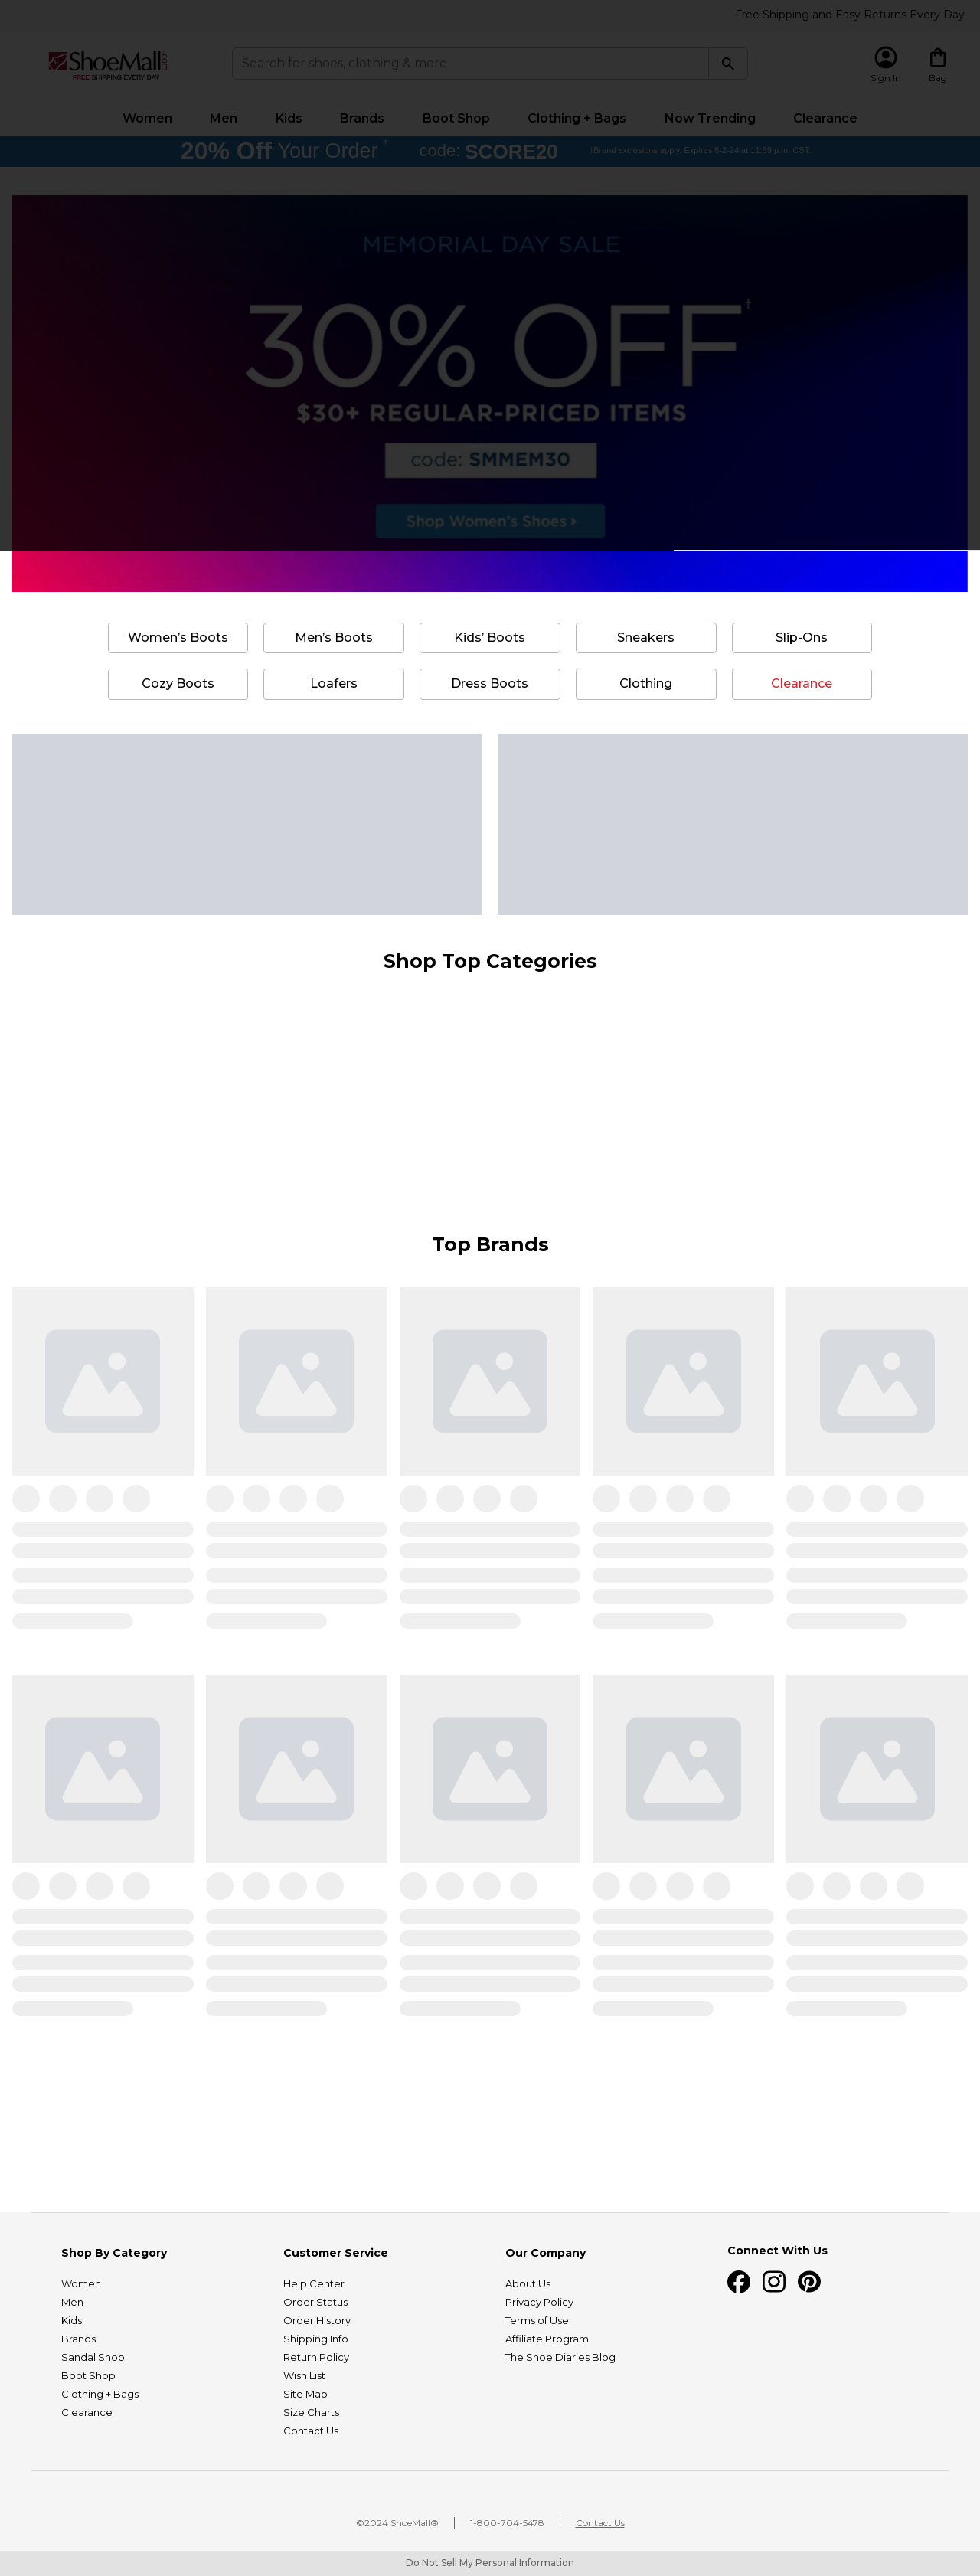 Free Shipping and Easy Returns Every Day
ShoeMall.COM
FREE SHIPPING EVERY DAY
Search for shoes, clothing & more
Sign In
Bag
Women Men Kids Brands Boot Shop Clothing + Bags Now Trending Clearance
20% Off Your Order † code: SCORE20 †Brand exclusions apply. Expires 8-2-24 at 11:59 p.m. CST.
MEMORIAL DAY SALE
30% OFF†
$30+ REGULAR-PRICED ITEMS
code: SMMEM30
Shop Women's Shoes
Women’s Boots Men’s Boots Kids’ Boots Sneakers Slip-Ons
Cozy Boots Loafers Dress Boots Clothing Clearance
Shop Top Categories
Top Brands
Shop By Category
Women
Men
Kids
Brands
Sandal Shop
Boot Shop
Clothing + Bags
Clearance
Customer Service
Help Center
Order Status
Order History
Shipping Info
Return Policy
Wish List
Site Map
Size Charts
Contact Us
Our Company
About Us
Privacy Policy
Terms of Use
Affiliate Program
The Shoe Diaries Blog
Connect With Us
©2024 ShoeMall® 1-800-704-5478 Contact Us
Do Not Sell My Personal Information